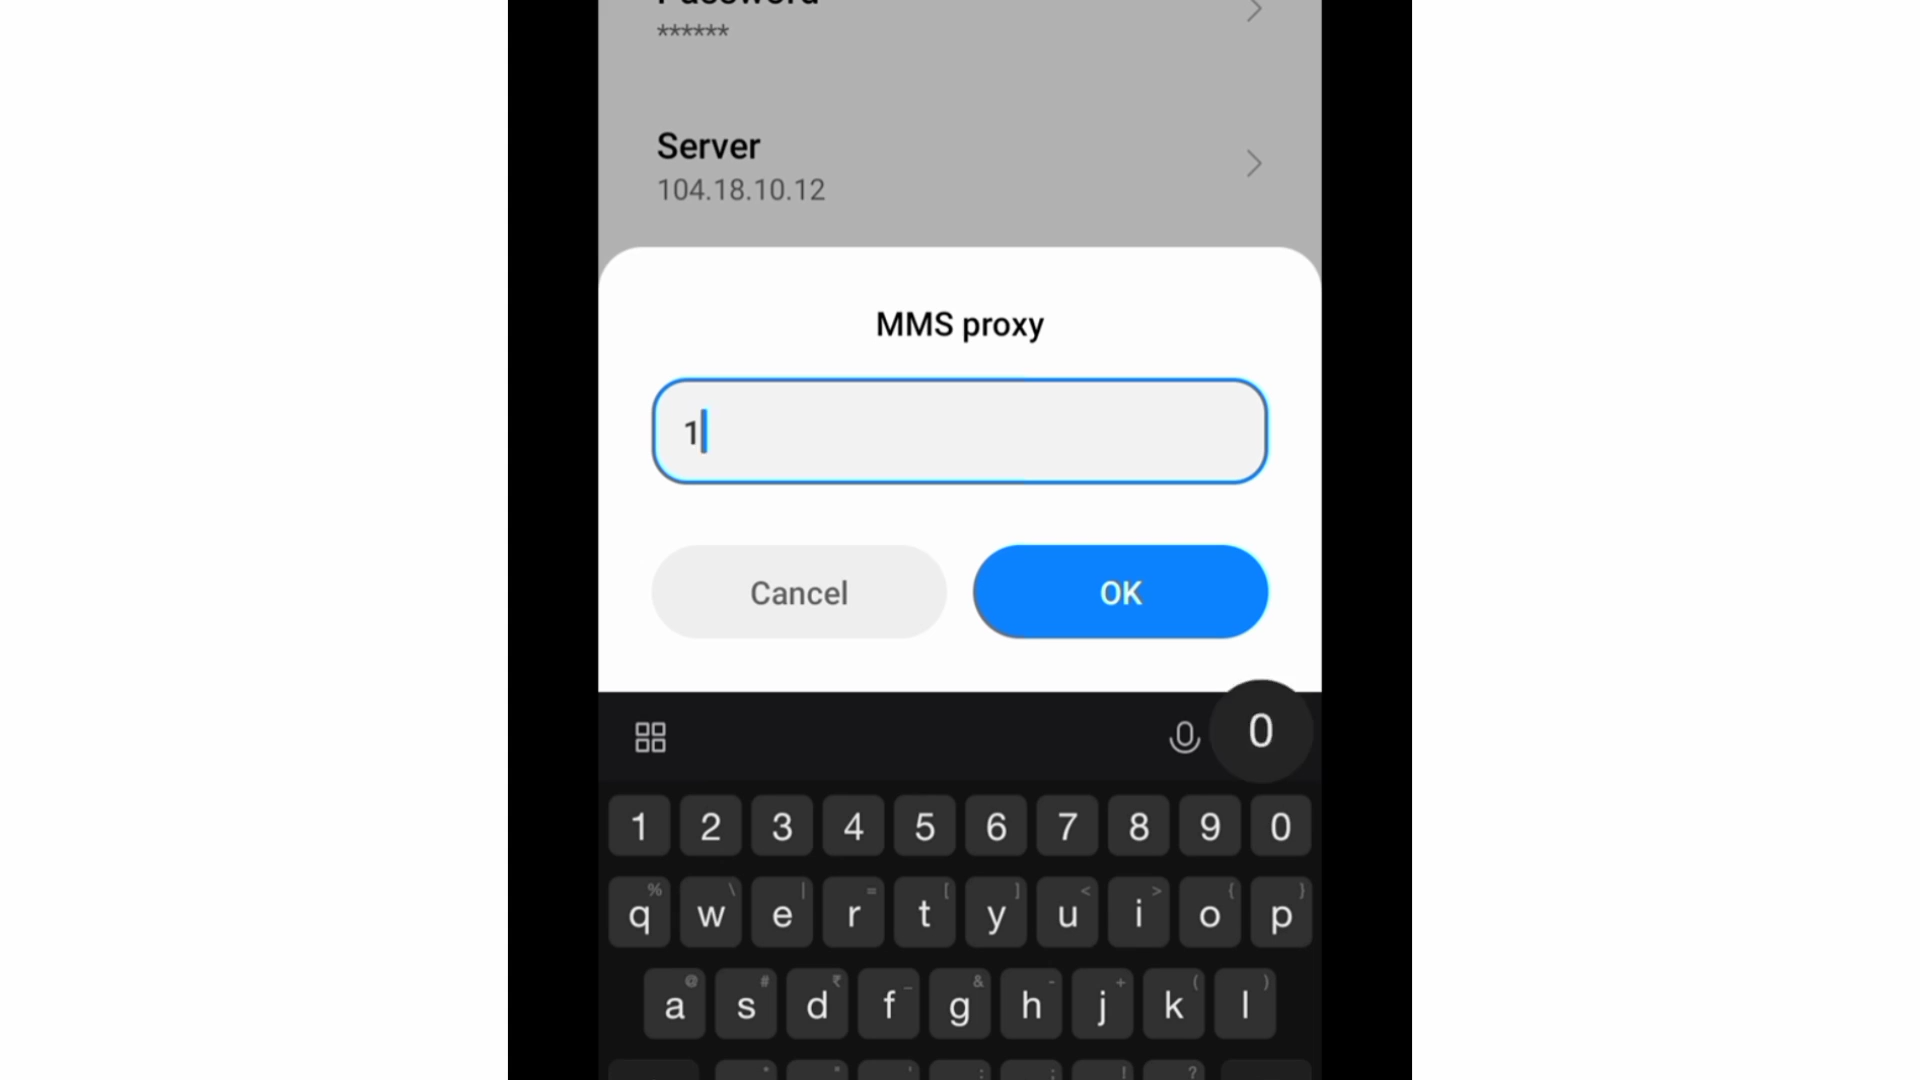 Password
******
Server
104.18.10.12
MMS proxy
1
Cancel
OK
0
1 2 3 4 5 6 7 8 9 0
% \ | = [ ] < > { }
q w e r t y u i o p
@ # ₹ _ & - + ( )
a s d f g h j k l
* " ' : ; ! ?